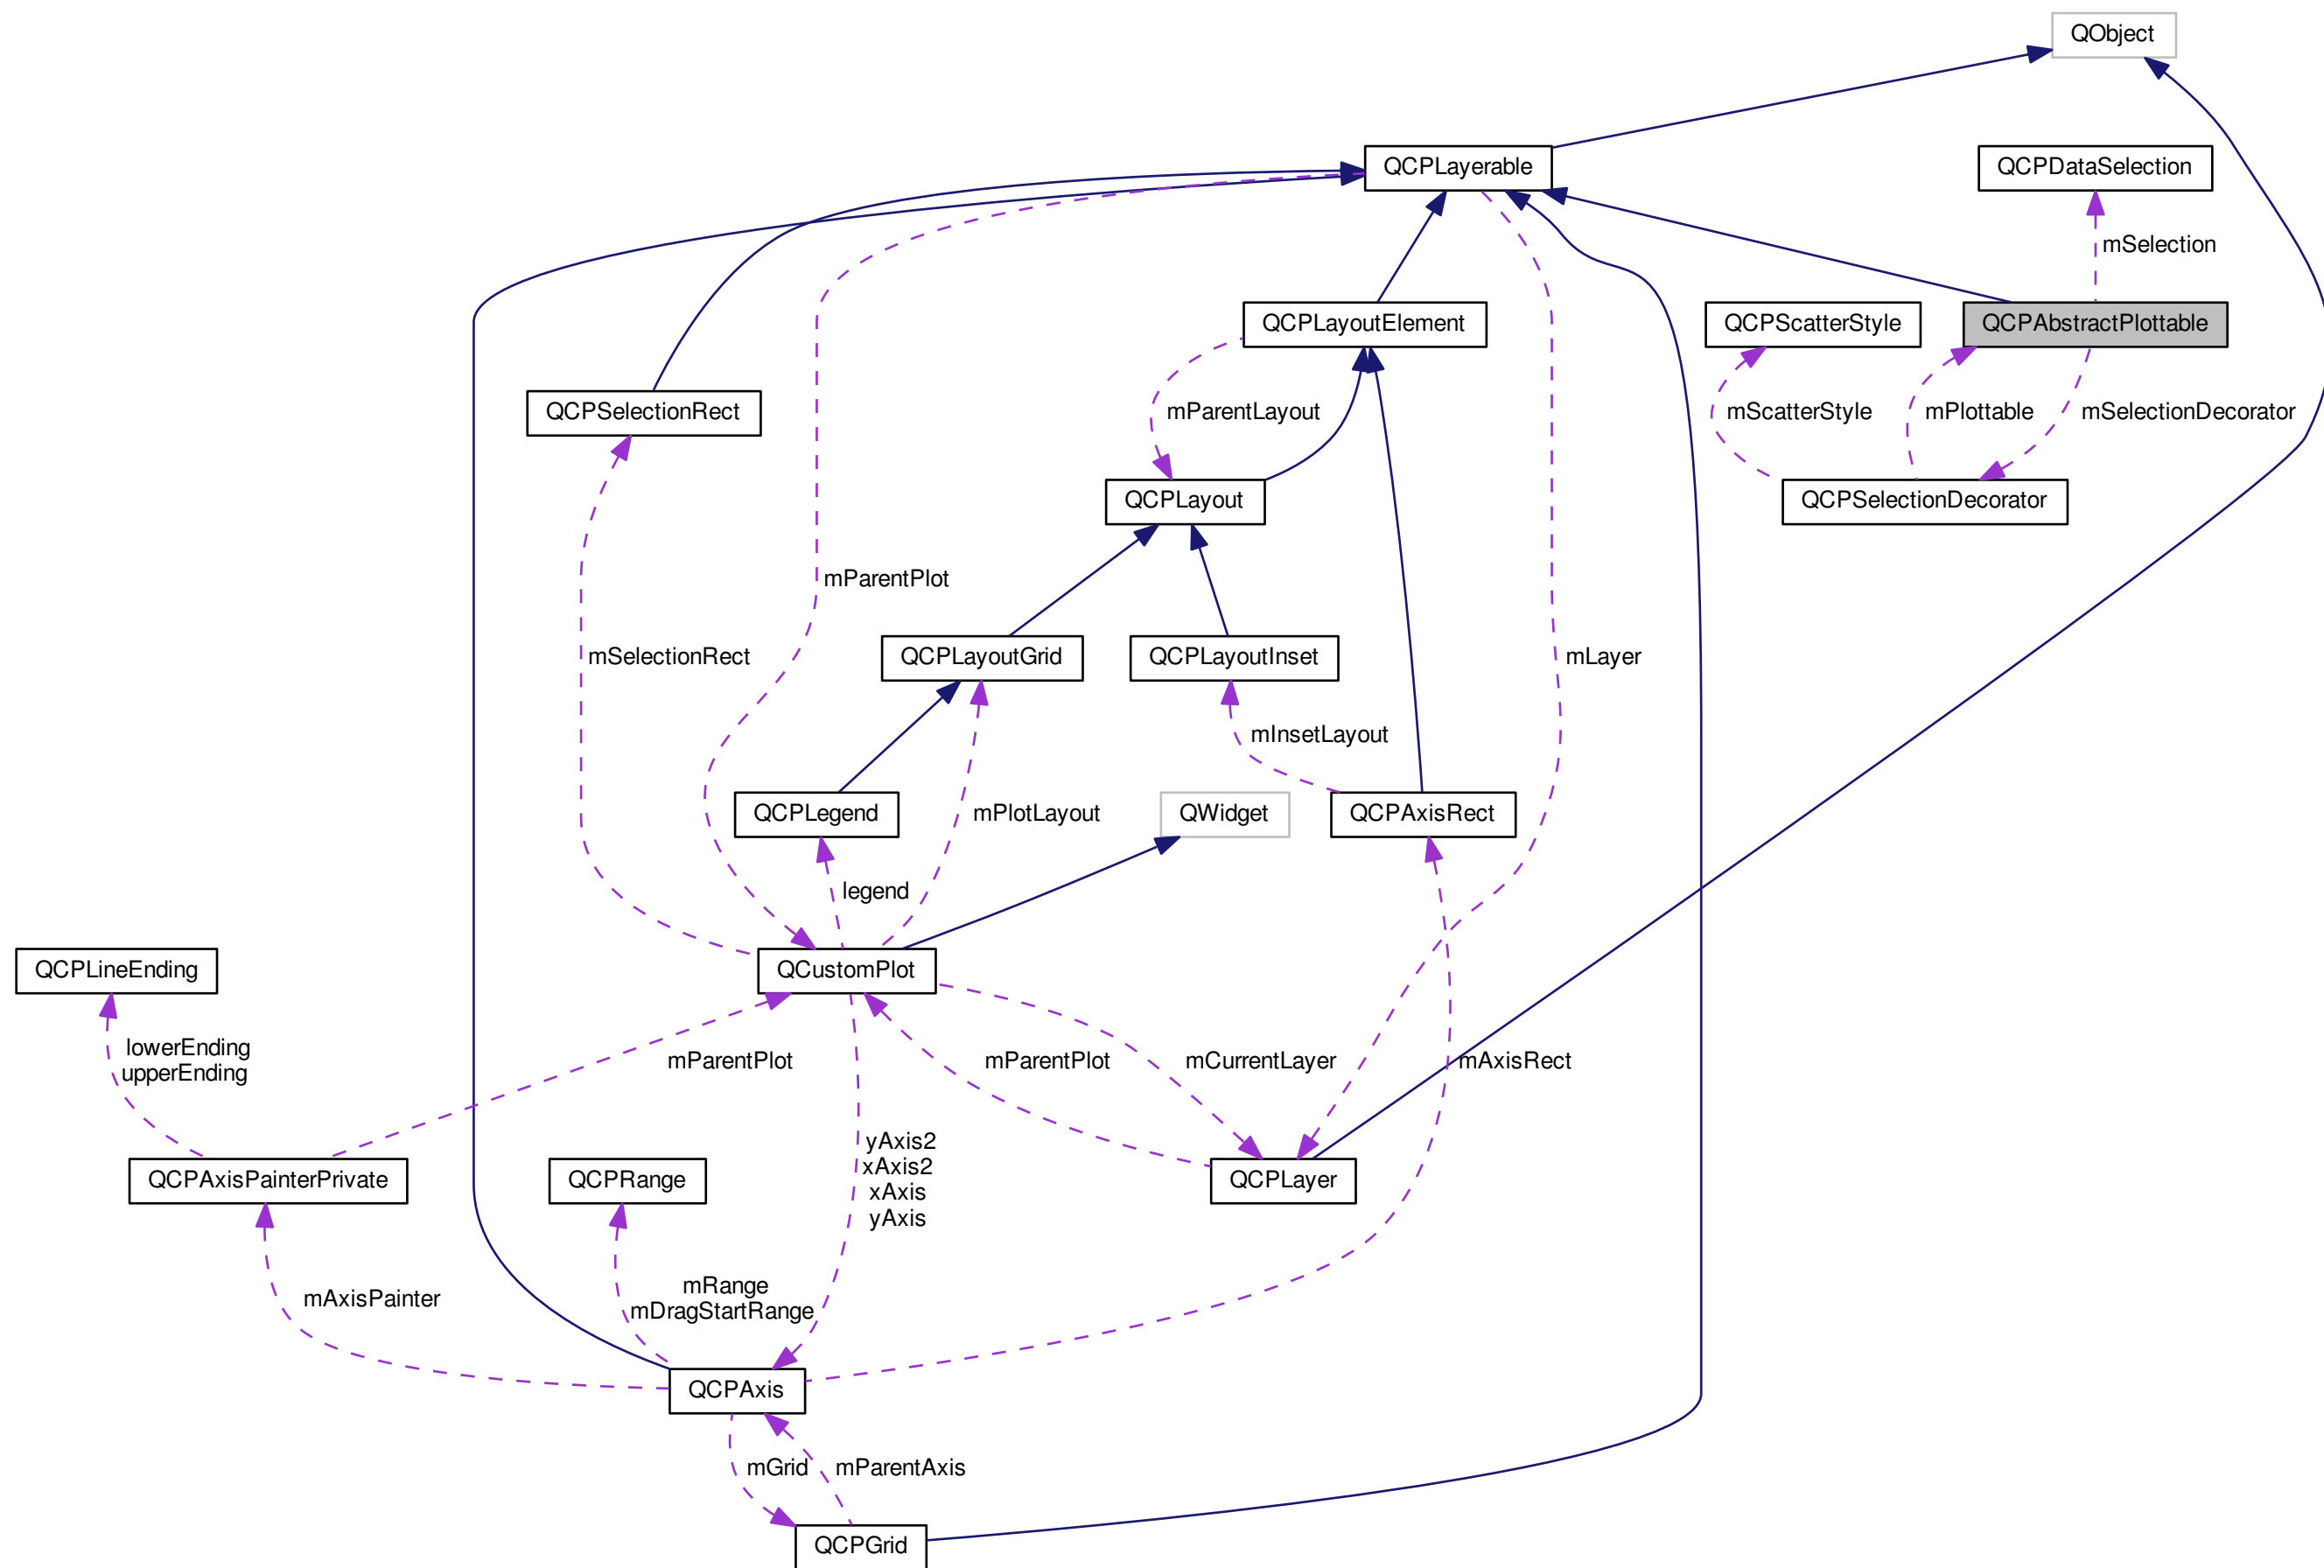 QObject
QCPLayerable
QCPDataSelection
mSelection
QCPLayoutElement
QCPScatterStyle
QCPAbstractPlottable
QCPSelectionRect
mParentLayout
mScatterStyle
mPlottable
mSelectionDecorator
QCPLayout
QCPSelectionDecorator
mParentPlot
mSelectionRect
QCPLayoutGrid
QCPLayoutInset
mLayer
mInsetLayout
QCPLegend
mPlotLayout
QWidget
QCPAxisRect
legend
QCPLineEnding
QCustomPlot
lowerEnding
upperEnding
mParentPlot
mParentPlot
mCurrentLayer
mAxisRect
yAxis2
xAxis2
xAxis
yAxis
QCPAxisPainterPrivate
QCPRange
QCPLayer
mAxisPainter
mRange
mDragStartRange
QCPAxis
mGrid
mParentAxis
QCPGrid